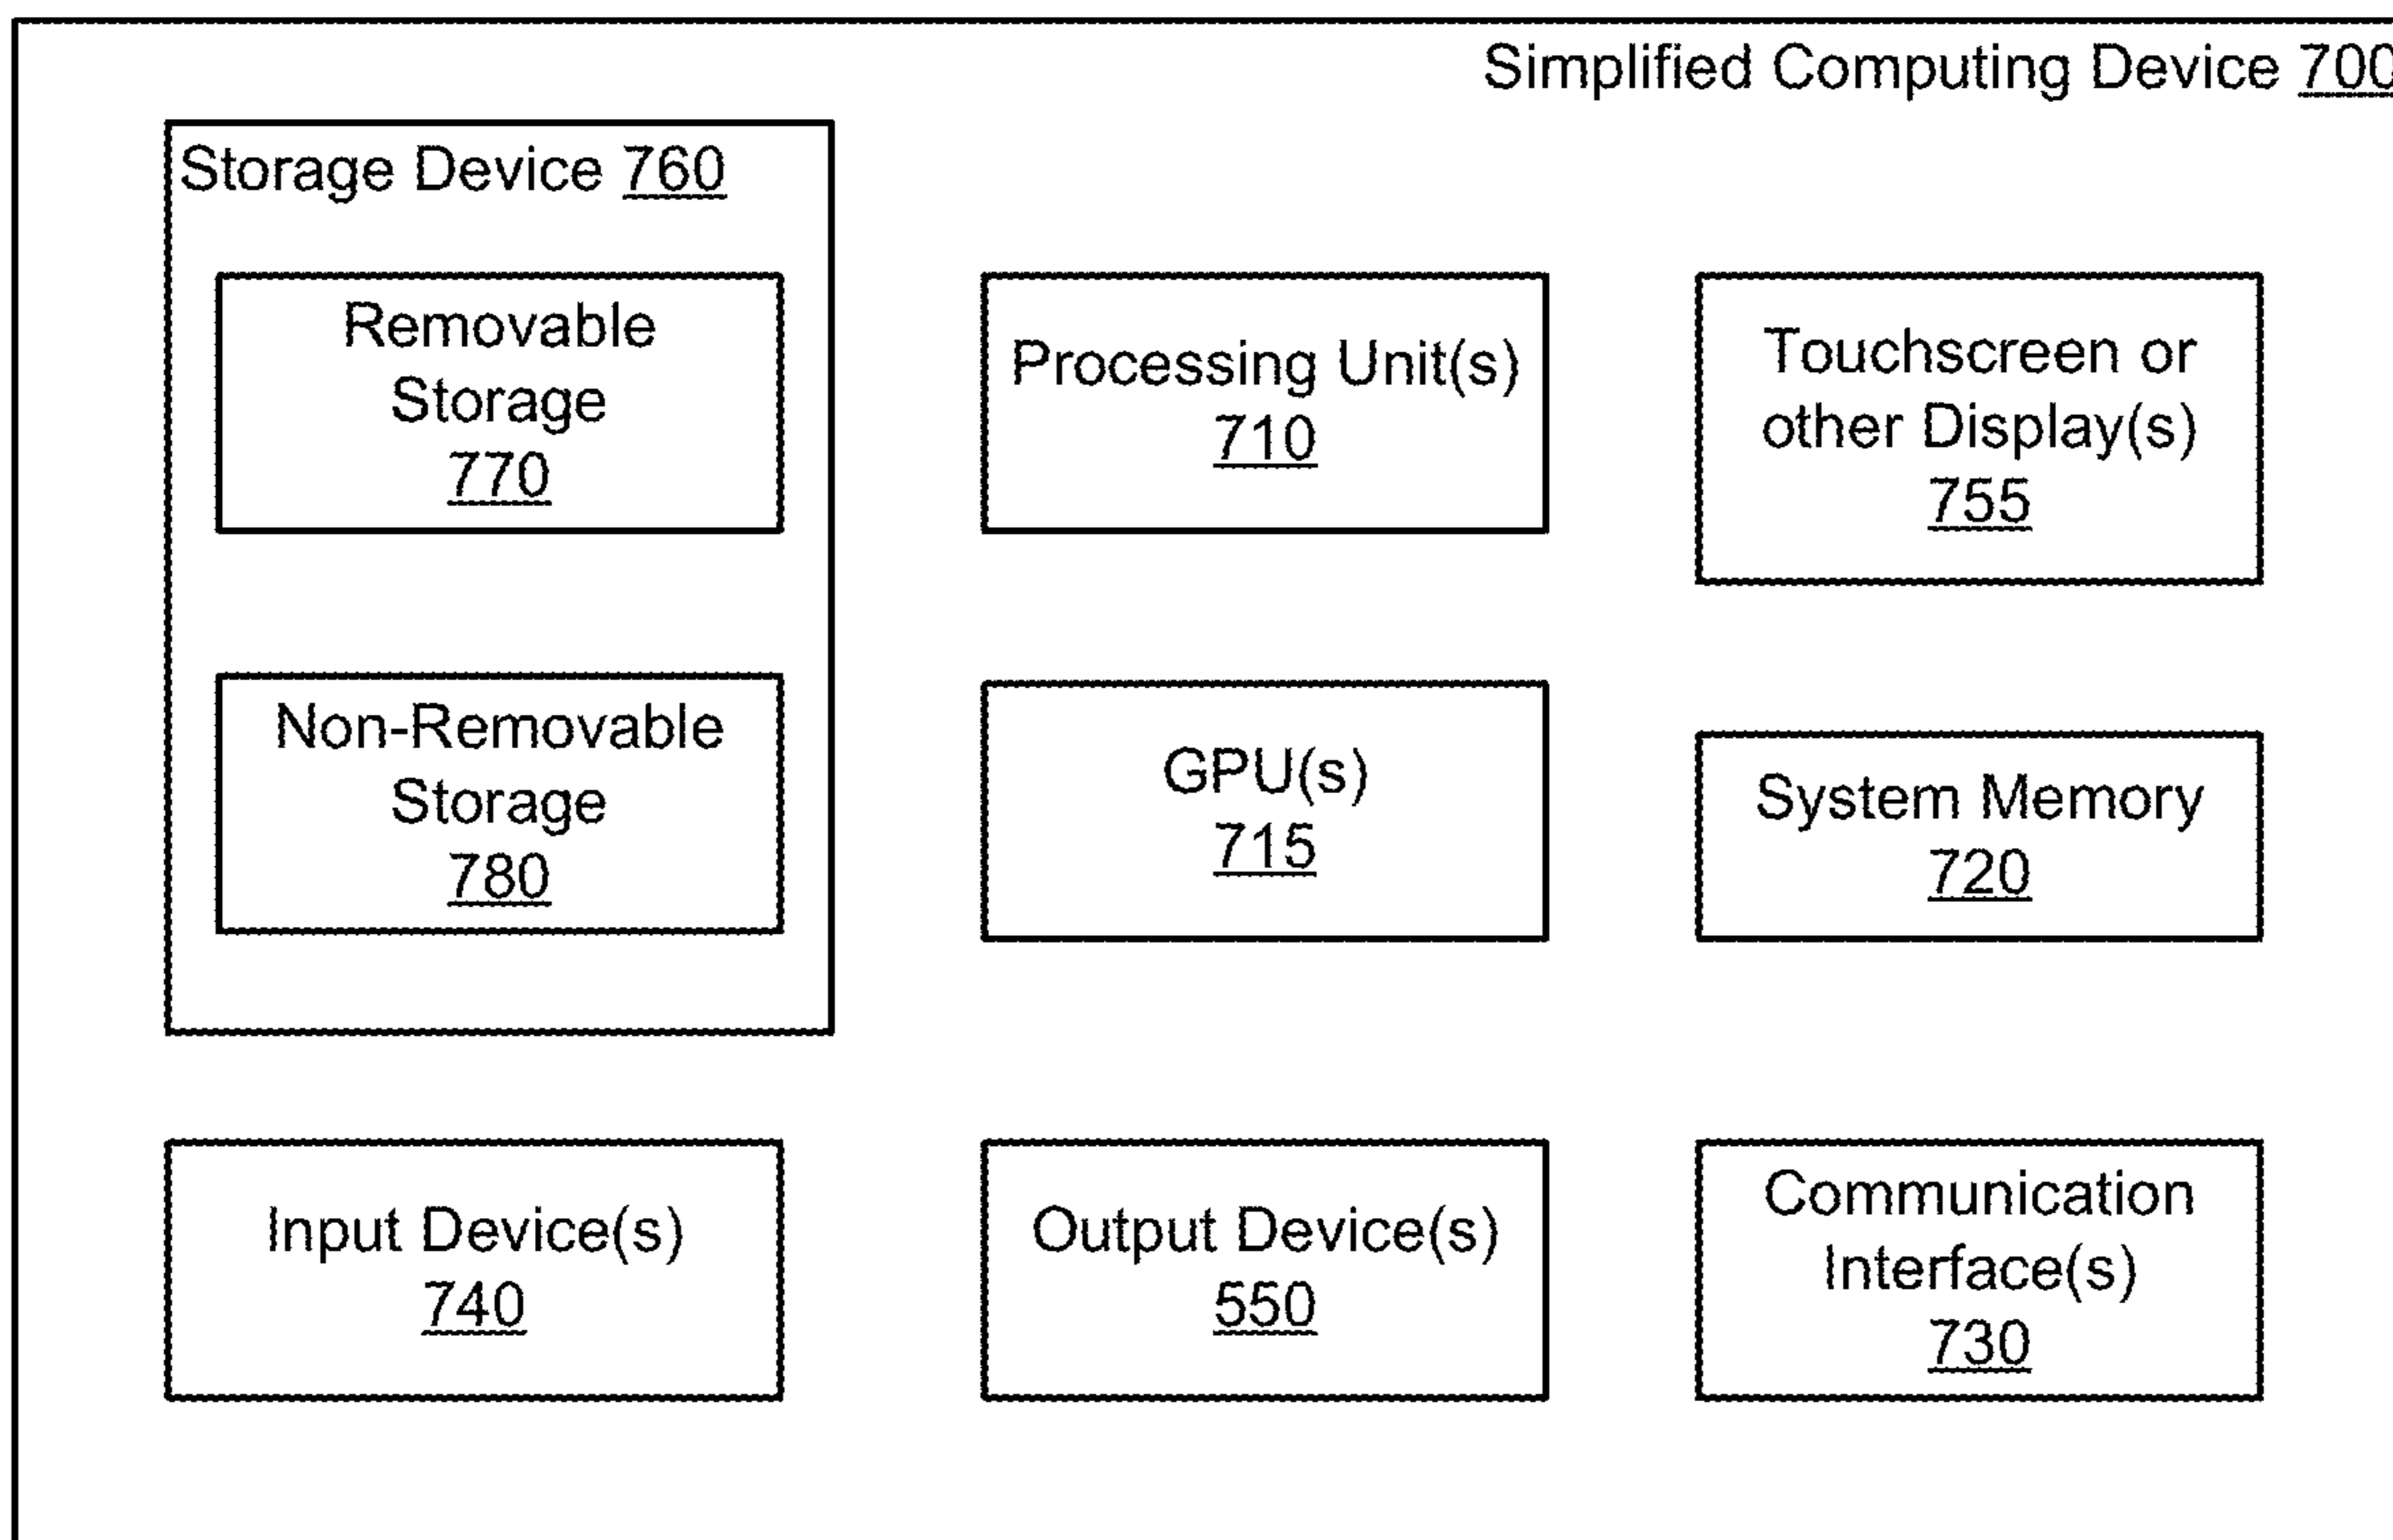 Simplified Computing Device 700
Storage Device 760
Removable
Storage
770
Processing Unit(s)
710
Touchscreen or
other Display(s)
755
Non-Removable
Storage
780
GPU(s)
715
System Memory
720
Input Device(s)
740
Output Device(s)
550
Communication
Interface(s)
730